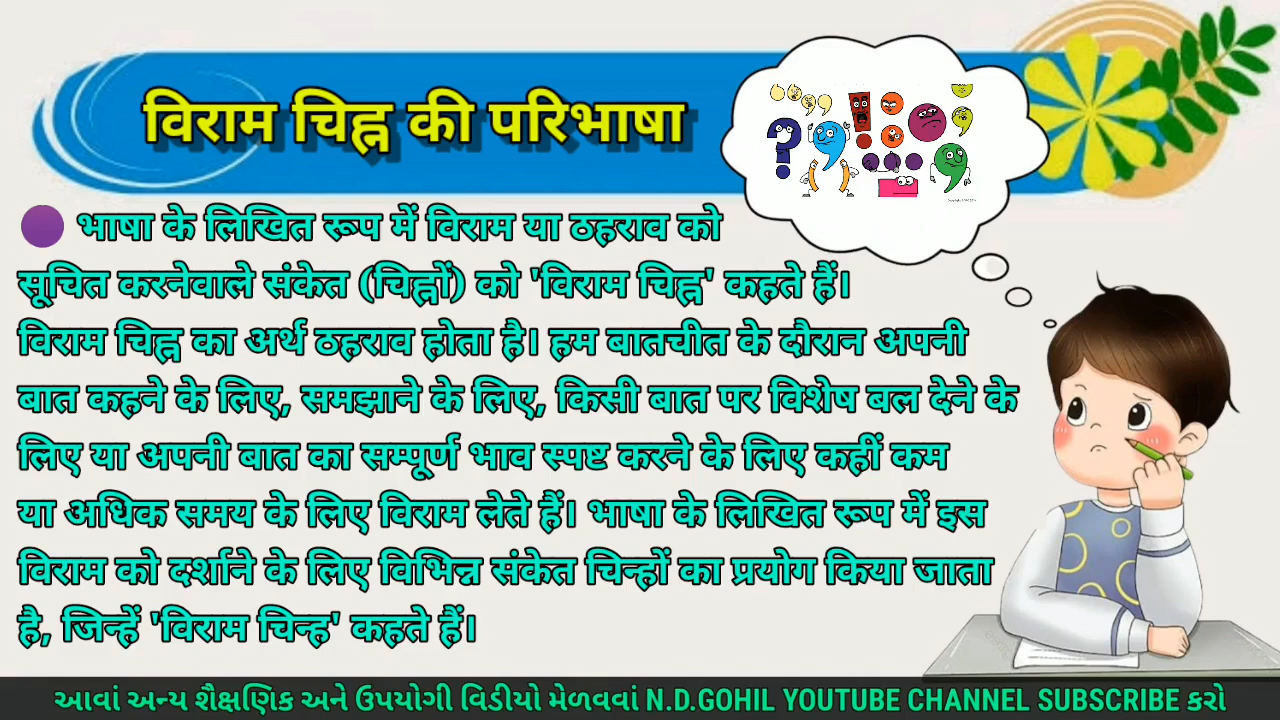 विराम चिह्न की परिभाषा
भाषा के लिखित रूप में विराम या ठहराव को
सूचित करनेवाले संकेत (चिह्नों) को 'विराम चिह्न' कहते हैं।
विराम चिह्न का अर्थ ठहराव होता है। हम बातचीत के दौरान अपनी
बात कहने के लिए, समझाने के लिए, किसी बात पर विशेष बल देने के
लिए या अपनी बात का सम्पूर्ण भाव स्पष्ट करने के लिए कहीं कम
या अधिक समय के लिए विराम लेते हैं। भाषा के लिखित रूप में इस
विराम को दर्शाने के लिए विभिन्न संकेत चिन्हों का प्रयोग किया जाता
है, जिन्हें 'विराम चिन्ह' कहते हैं।
આવાં અન્ય શૈક્ષણિક અને ઉપયોગી વિડીયો મેળવવાં N.D.GOHIL YOUTUBE CHANNEL SUBSCRIBE કરો